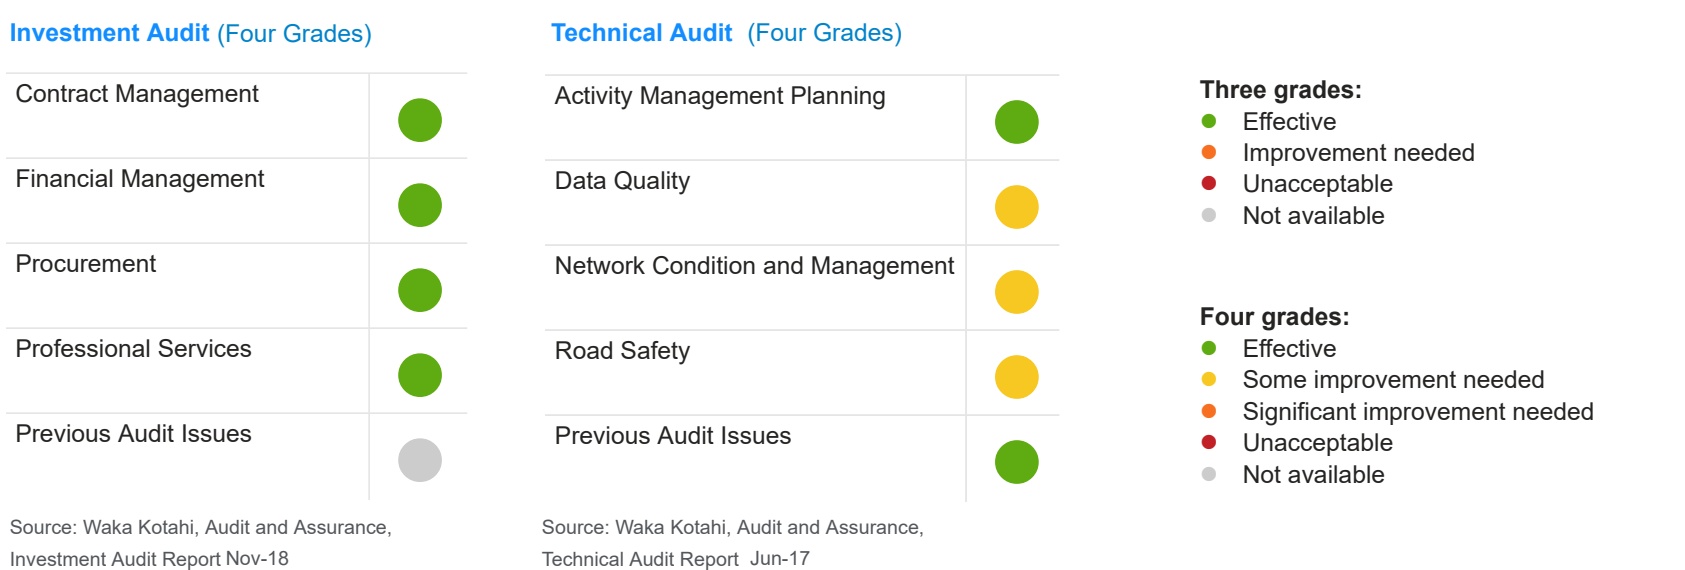 Investment Audit (Four Grades)
Contract Management
Financial Management
Procurement
Professional Services
Previous Audit Issues
Source: Waka Kotahi, Audit and Assurance,
Investment Audit Report Nov-18
Technical Audit (Four Grades)
Activity Management Planning
Data Quality
Network Condition and Management
Road Safety
Previous Audit Issues
Source: Waka Kotahi, Audit and Assurance,
Technical Audit Report Jun-17
Three grades:
Effective
Improvement needed
Unacceptable
Not available
Four grades:
Effective
Some improvement needed
Significant improvement needed
Unacceptable
Not available